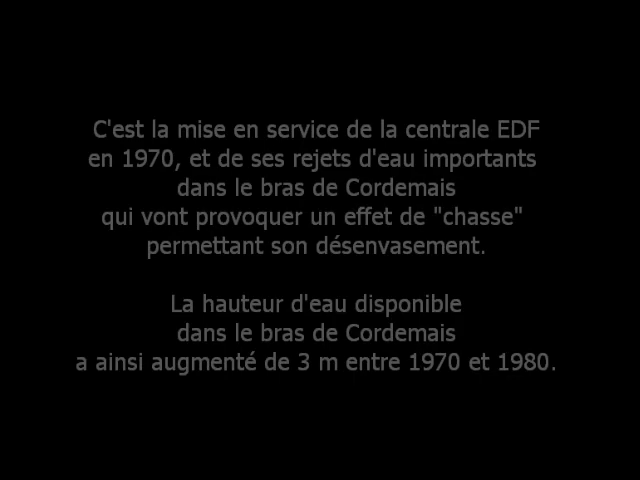 C'est la mise en service de la centrale EDF
en 1970, et de ses rejets d'eau importants
dans le bras de Cordemais
qui vont provoquer un effet de "chasse"
permettant son désenvasement.
La hauteur d'eau disponible
dans le bras de Cordemais
a ainsi augmenté de 3 m entre 1970 et 1980.